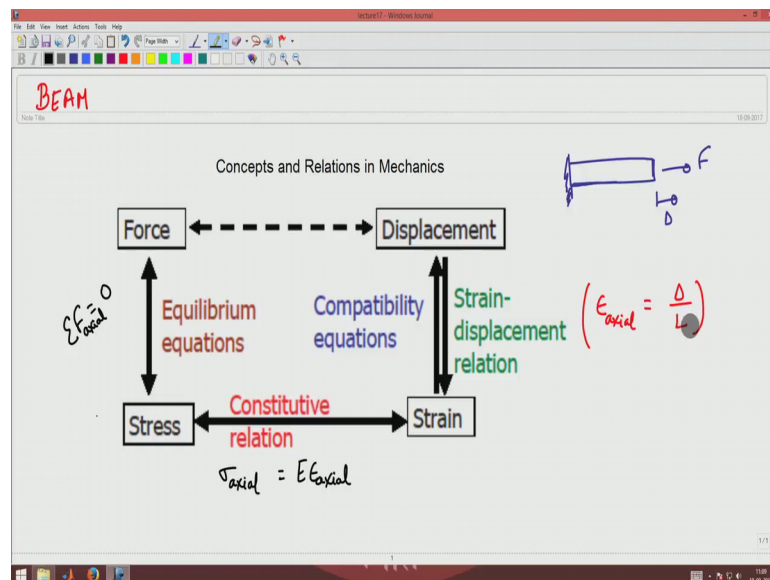 lecture17 - Windows Journal
File Edit View Insert Actions Tools Help
Page Width
B I
BEAM
Note Title
18-09-2017
Concepts and Relations in Mechanics
F
Δ
Force
Displacement
ΣF_axial = 0
Equilibrium
equations
Compatibility
equations
Strain-
displacement
relation
(ϵ_axial = Δ/L)
Stress
Constitutive
relation
Strain
σ_axial = E ϵ_axial
1/1
1
11:09